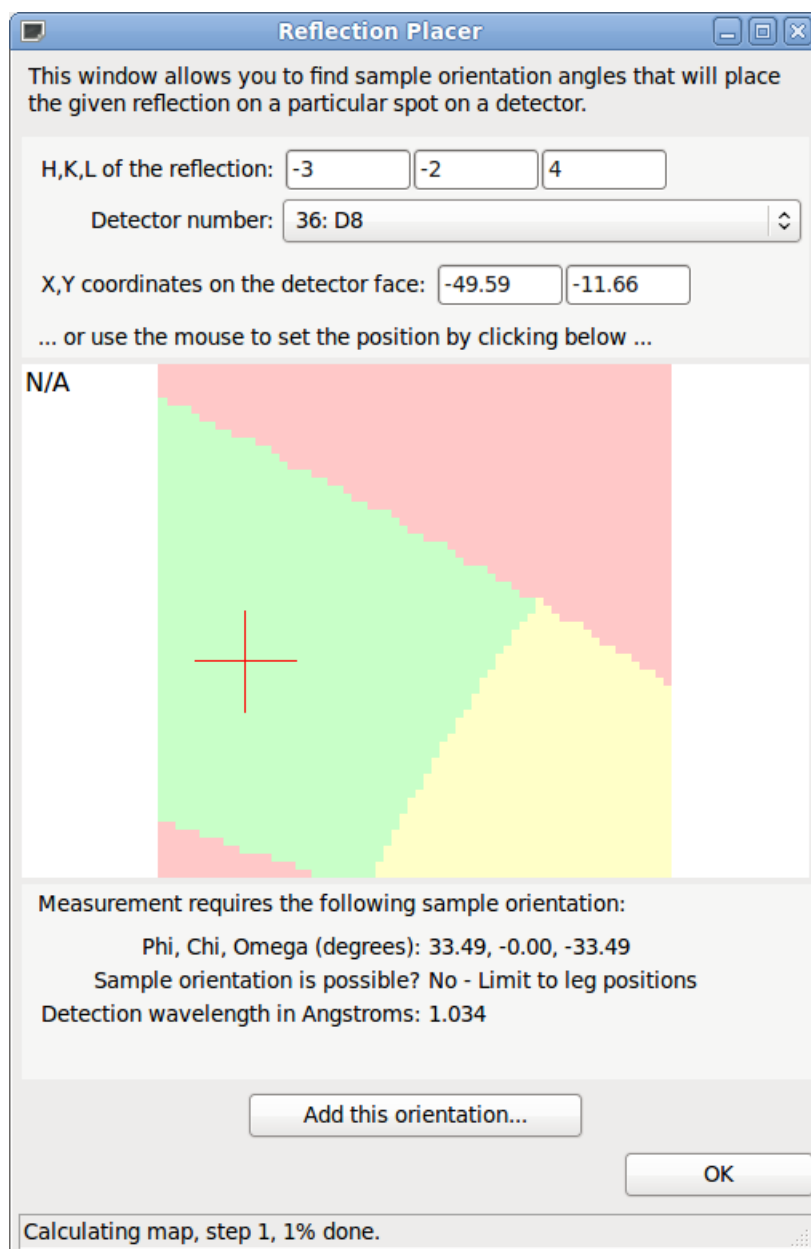 Reflection Placer
This window allows you to find sample orientation angles that will place
the given reflection on a particular spot on a detector.
H,K,L of the reflection: -3 -2 4
Detector number: 36: D8
X,Y coordinates on the detector face: -49.59 -11.66
... or use the mouse to set the position by clicking below ...
N/A
Measurement requires the following sample orientation:
Phi, Chi, Omega (degrees): 33.49, -0.00, -33.49
Sample orientation is possible? No - Limit to leg positions
Detection wavelength in Angstroms: 1.034
Add this orientation...
OK
Calculating map, step 1, 1% done.